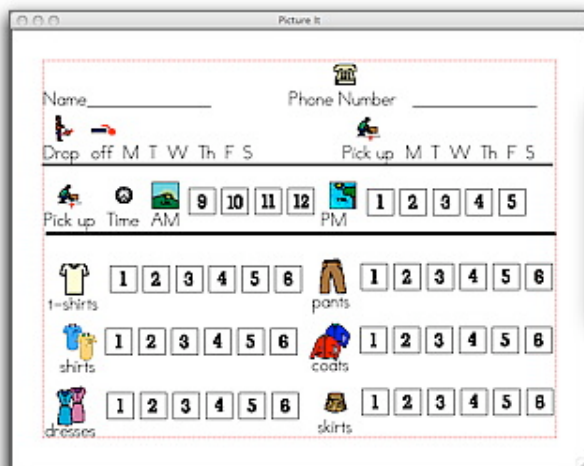 Picture It
Name____________ Phone Number ____________
Drop off M T W Th F S Pick up M T W Th F S
Pick up Time AM 9 10 11 12 PM 1 2 3 4 5
t-shirts 1 2 3 4 5 6 pants 1 2 3 4 5 6
shirts 1 2 3 4 5 6 coats 1 2 3 4 5 6
dresses 1 2 3 4 5 6 skirts 1 2 3 4 5 6